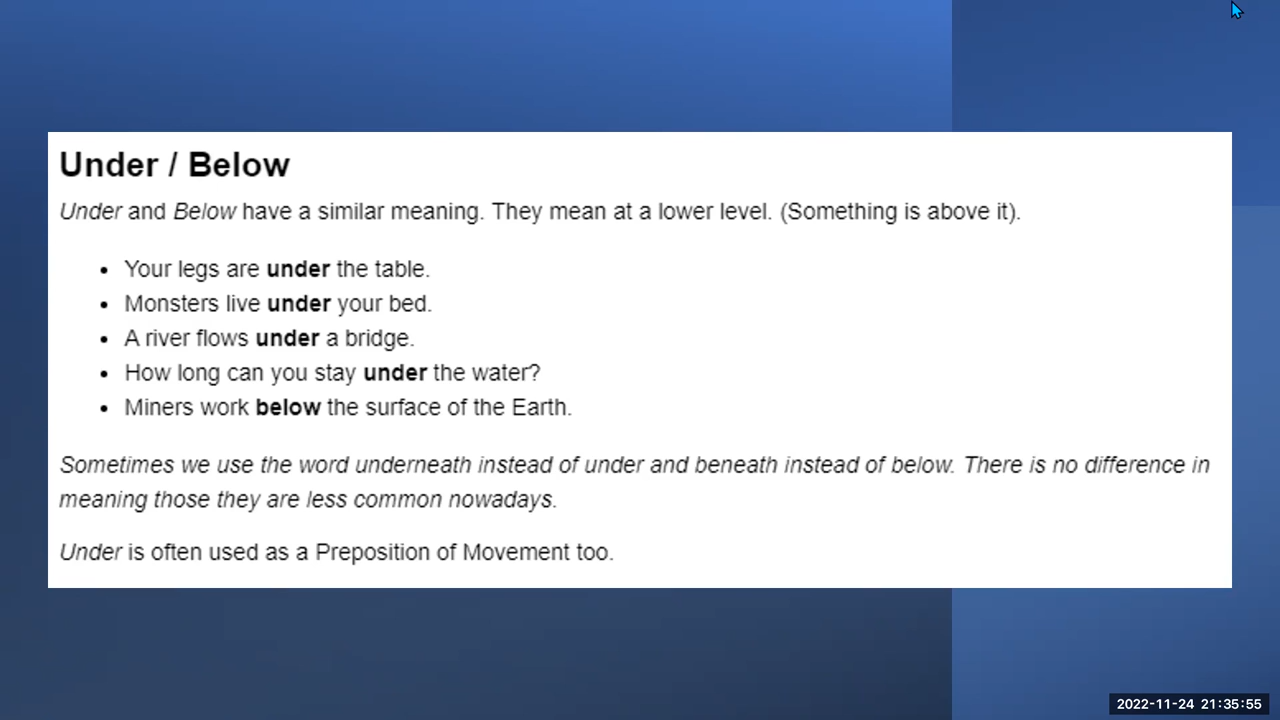 Under / Below
Under and Below have a similar meaning. They mean at a lower level. (Something is above it).
• Your legs are under the table.
• Monsters live under your bed.
• A river flows under a bridge.
• How long can you stay under the water?
• Miners work below the surface of the Earth.
Sometimes we use the word underneath instead of under and beneath instead of below. There is no difference in
meaning those they are less common nowadays.
Under is often used as a Preposition of Movement too.
2022-11-24 21:35:55